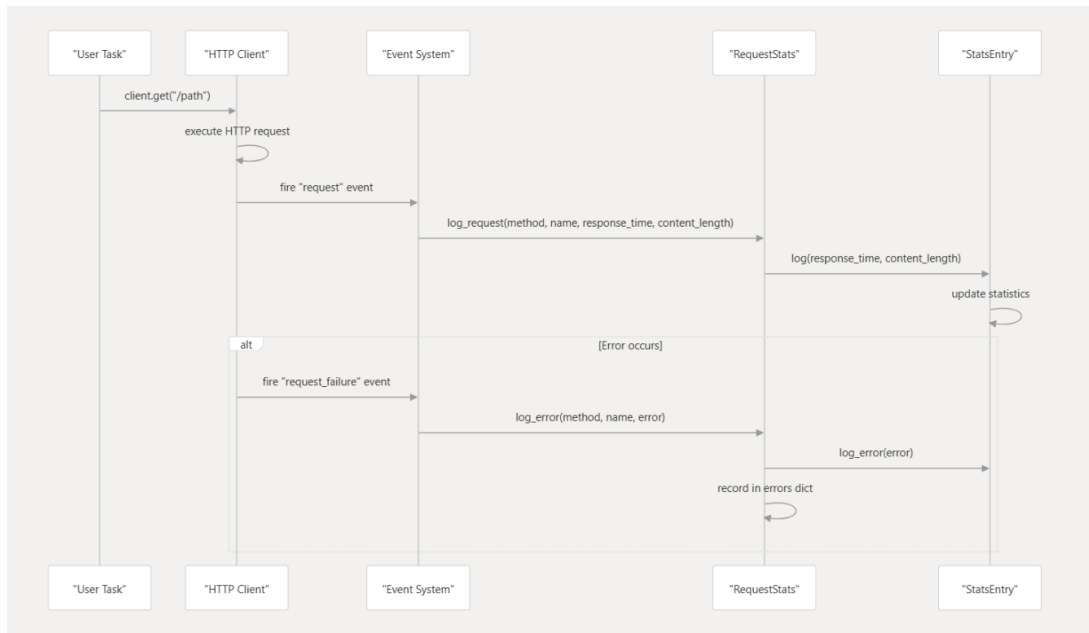 "User Task"
"HTTP Client"
"Event System"
"RequestStats"
"StatsEntry"
client.get("/path")
execute HTTP request
fire "request" event
log_request(method, name, response_time, content_length)
log(response_time, content_length)
update statistics
alt
[Error occurs]
fire "request_failure" event
log_error(method, name, error)
log_error(error)
record in errors dict
"User Task"
"HTTP Client"
"Event System"
"RequestStats"
"StatsEntry"